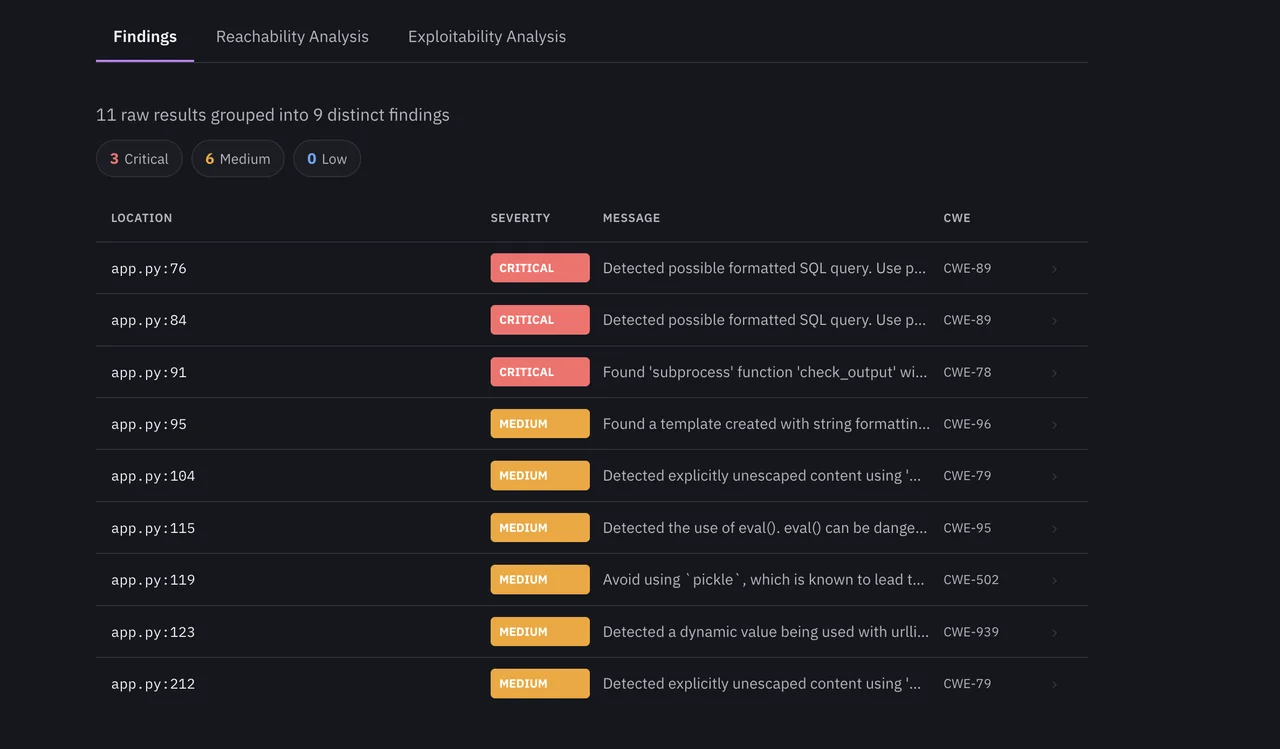 Findings Reachability Analysis Exploitability Analysis
11 raw results grouped into 9 distinct findings
3 Critical 6 Medium 0 Low
LOCATION SEVERITY MESSAGE CWE
app.py:76 CRITICAL Detected possible formatted SQL query. Use p... CWE-89
app.py:84 CRITICAL Detected possible formatted SQL query. Use p... CWE-89
app.py:91 CRITICAL Found 'subprocess' function 'check_output' wi... CWE-78
app.py:95 MEDIUM Found a template created with string formattin... CWE-96
app.py:104 MEDIUM Detected explicitly unescaped content using '... CWE-79
app.py:115 MEDIUM Detected the use of eval(). eval() can be dange... CWE-95
app.py:119 MEDIUM Avoid using `pickle`, which is known to lead t... CWE-502
app.py:123 MEDIUM Detected a dynamic value being used with urlli... CWE-939
app.py:212 MEDIUM Detected explicitly unescaped content using '... CWE-79